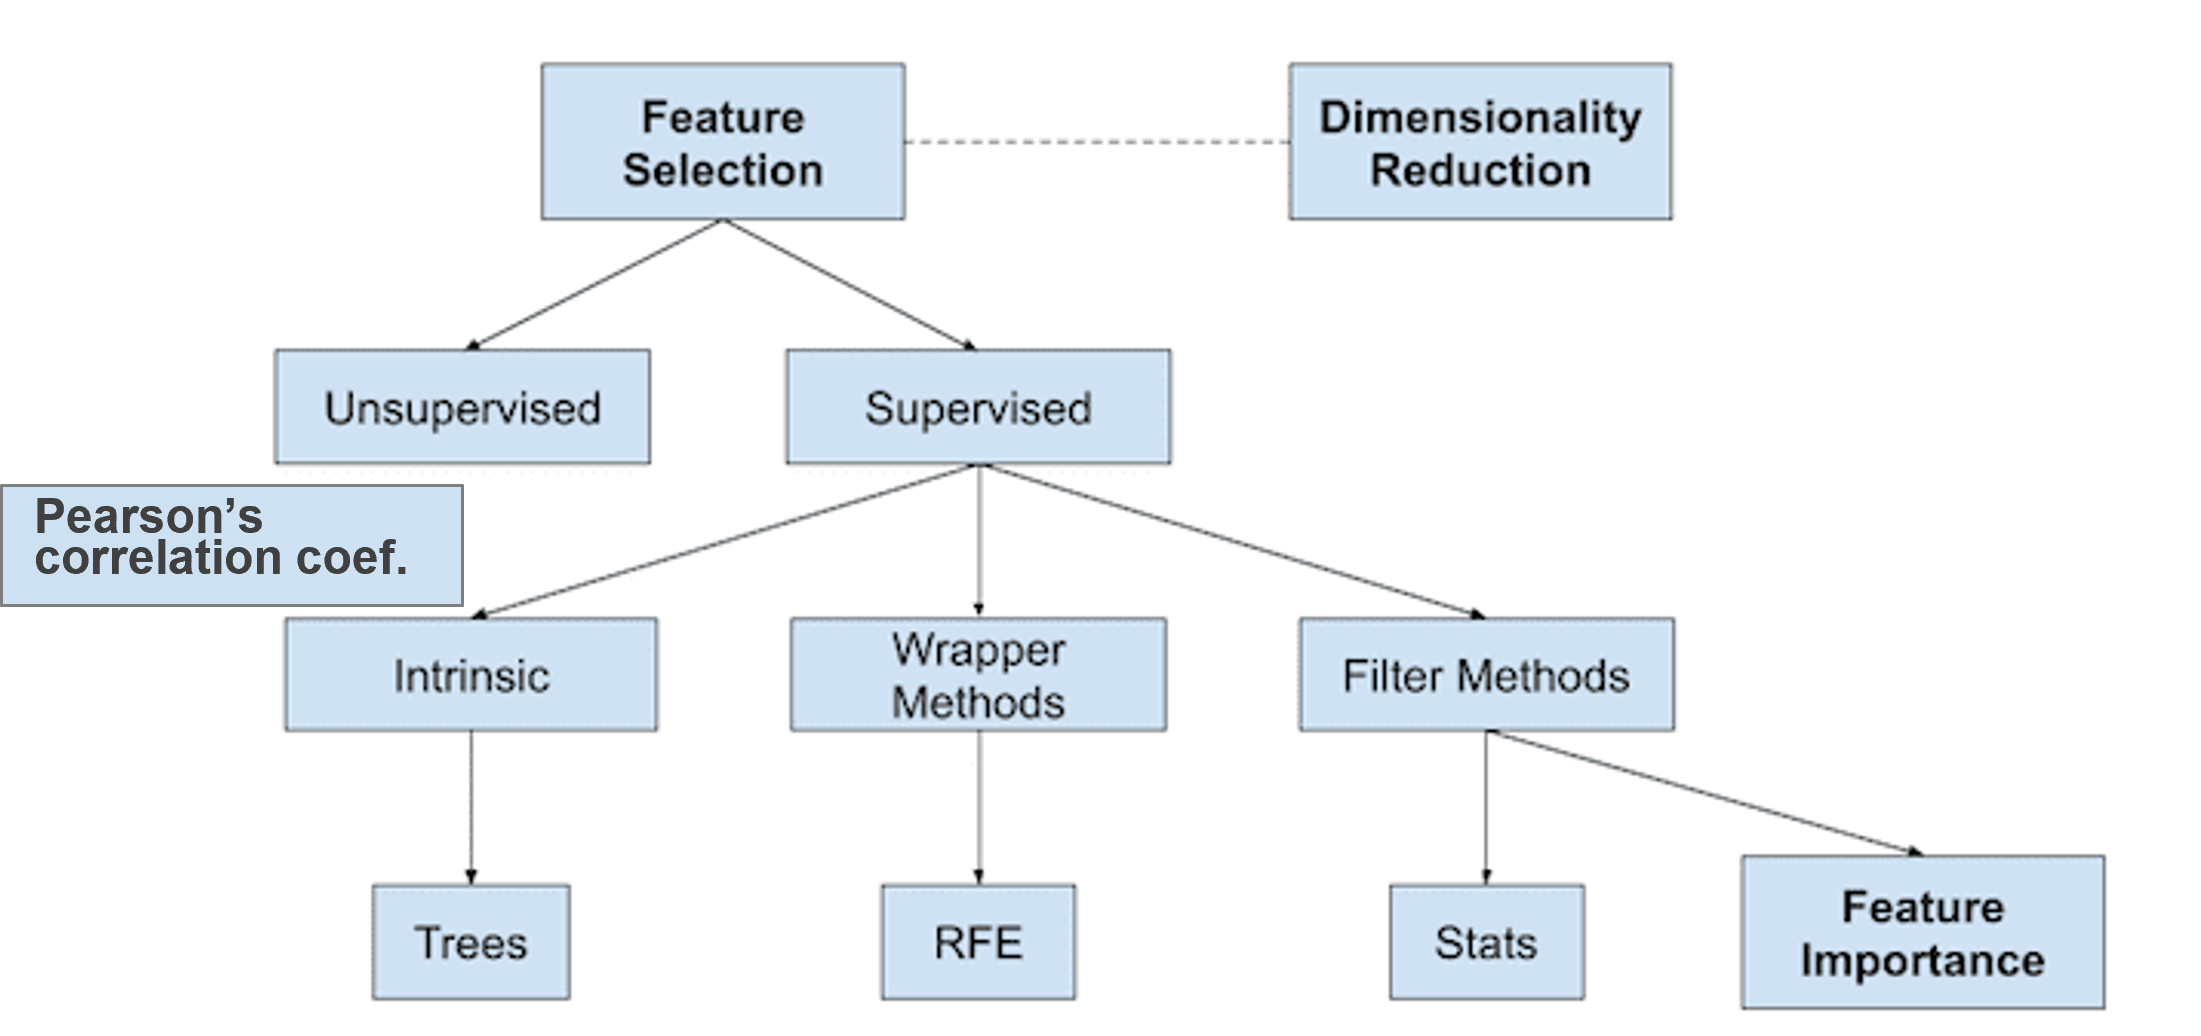 Feature
Selection
Dimensionality
Reduction
Unsupervised
Supervised
Pearson’s
correlation coef.
Intrinsic
Wrapper
Methods
Filter Methods
Trees
RFE
Stats
Feature
Importance